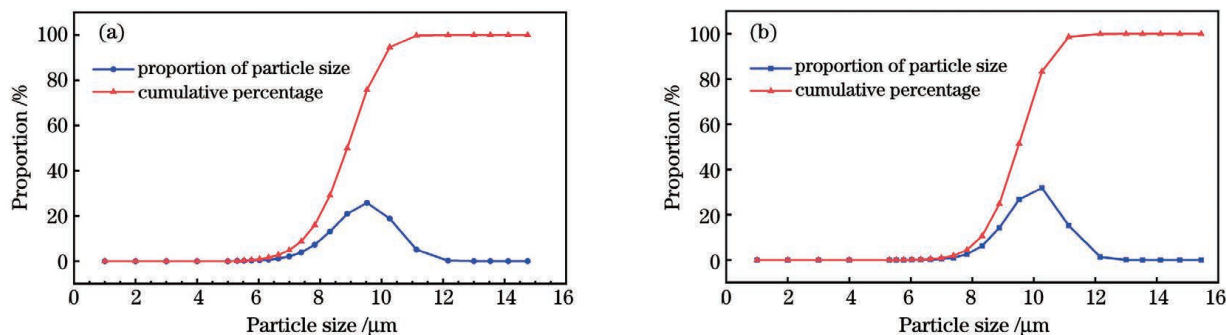 (a)
proportion of particle size
cumulative percentage
Proportion /%
100
80
60
40
20
0
0 2 4 6 8 10 12 14 16
Particle size /μm
(b)
proportion of particle size
cumulative percentage
Proportion /%
100
80
60
40
20
0
0 2 4 6 8 10 12 14 16
Particle size /μm